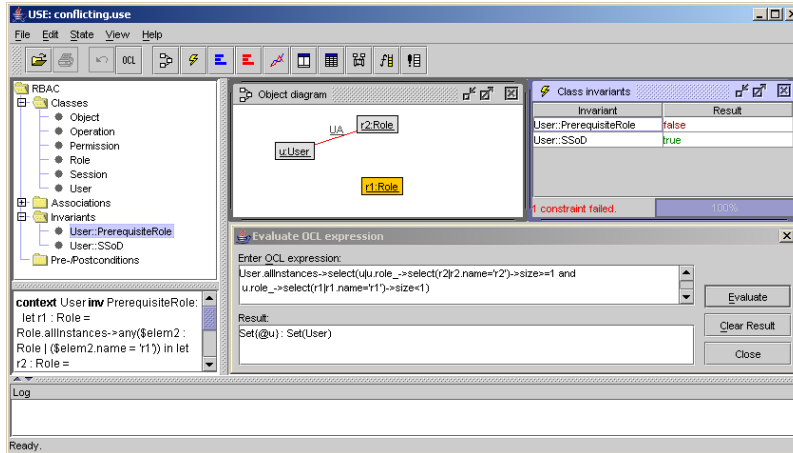 USE: conflicting.use
File Edit State View Help
OCL
RBAC
Classes
Object
Operation
Permission
Role
Session
User
Associations
Invariants
User::PrerequisiteRole
User::SSoD
Pre-/Postconditions
context User inv PrerequisiteRole:
let r1 : Role =
Role.allInstances->any($elem2 :
Role | ($elem2.name = 'r1')) in let
r2 : Role =
Object diagram
UA
r2:Role
u:User
r1:Role
Class invariants
Invariant Result
User::PrerequisiteRole false
User::SSoD true
1 constraint failed. 100%
Evaluate OCL expression
Enter OCL expression:
User.allInstances->select(u|u.role_->select(r2|r2.name='r2')->size>=1 and
u.role_->select(r1|r1.name='r1')->size<1)
Result:
Set{@u} : Set(User)
Evaluate
Clear Result
Close
Log
Ready.